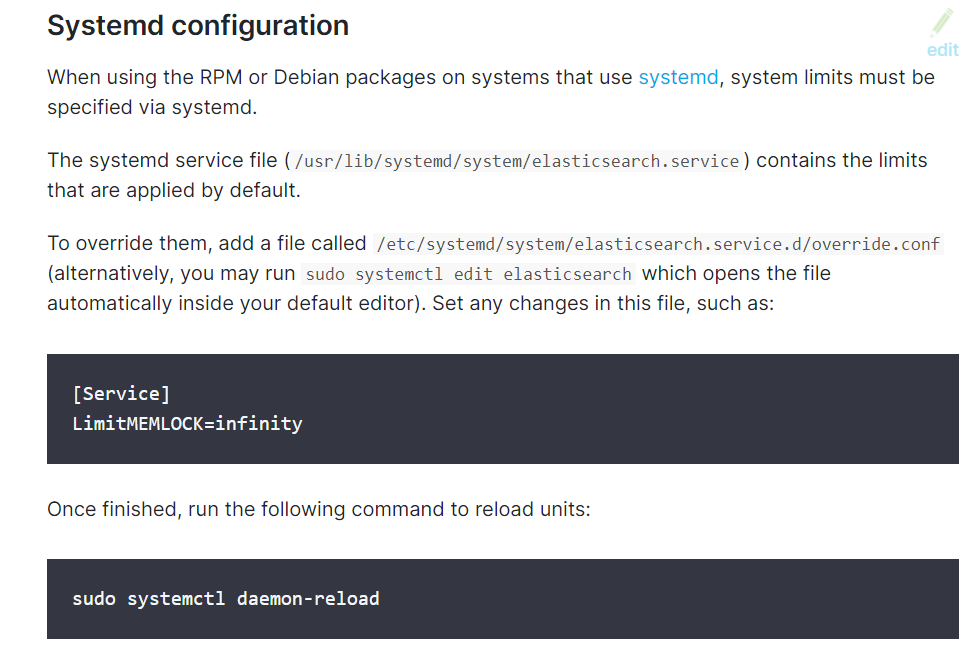 Systemd configuration
edit
When using the RPM or Debian packages on systems that use systemd, system limits must be
specified via systemd.
The systemd service file (/usr/lib/systemd/system/elasticsearch.service) contains the limits
that are applied by default.
To override them, add a file called /etc/systemd/system/elasticsearch.service.d/override.conf
(alternatively, you may run sudo systemctl edit elasticsearch which opens the file
automatically inside your default editor). Set any changes in this file, such as:
[Service]
LimitMEMLOCK=infinity
Once finished, run the following command to reload units:
sudo systemctl daemon-reload